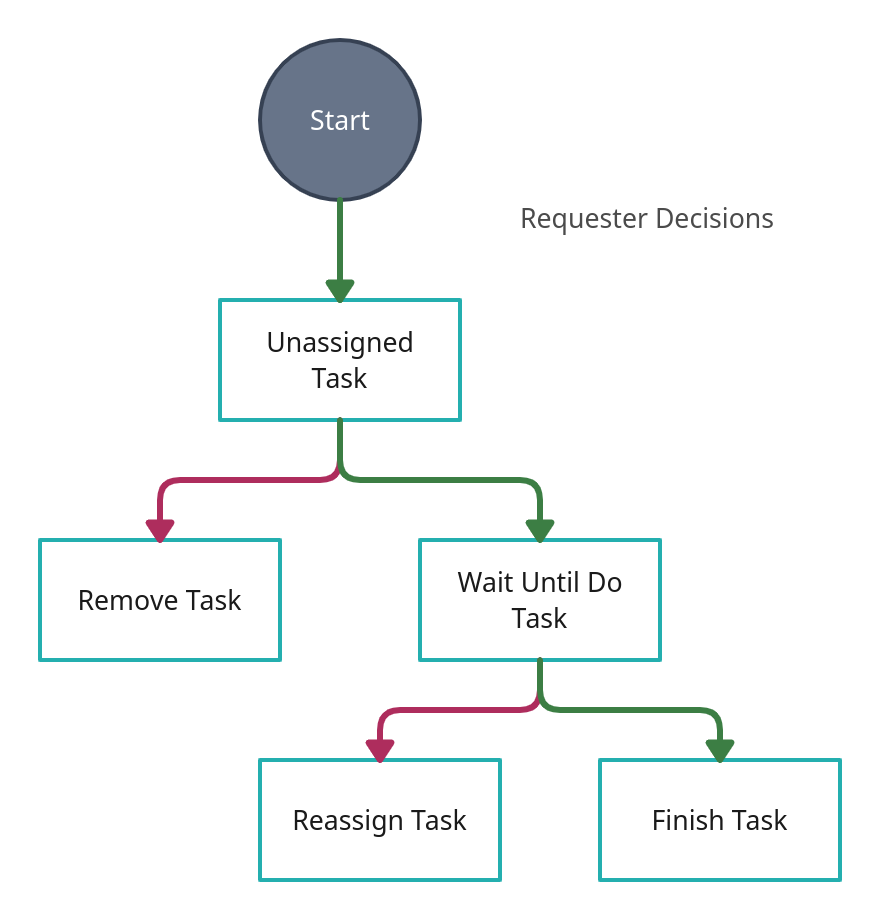 Start
Requester Decisions
Unassigned
Task
Remove Task
Wait Until Do
Task
Reassign Task
Finish Task